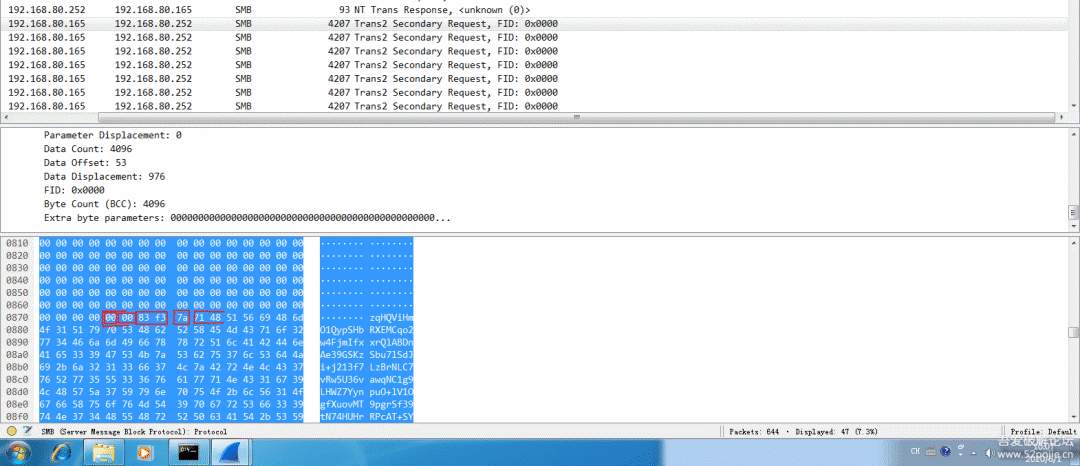 192.168.80.252 192.168.80.165 SMB 93 NT Trans Response, <unknown (0)>
192.168.80.165 192.168.80.252 SMB 4207 Trans2 Secondary Request, FID: 0x0000
192.168.80.165 192.168.80.252 SMB 4207 Trans2 Secondary Request, FID: 0x0000
192.168.80.165 192.168.80.252 SMB 4207 Trans2 Secondary Request, FID: 0x0000
192.168.80.165 192.168.80.252 SMB 4207 Trans2 Secondary Request, FID: 0x0000
192.168.80.165 192.168.80.252 SMB 4207 Trans2 Secondary Request, FID: 0x0000
192.168.80.165 192.168.80.252 SMB 4207 Trans2 Secondary Request, FID: 0x0000
192.168.80.165 192.168.80.252 SMB 4207 Trans2 Secondary Request, FID: 0x0000
Parameter Displacement: 0
Data Count: 4096
Data Offset: 53
Data Displacement: 976
FID: 0x0000
Byte Count (BCC): 4096
Extra byte parameters: 00000000000000000000000000000000000000000000000000...
0810 00 00 00 00 00 00 00 00 00 00 00 00 00 00 00 00 ........ ........
0820 00 00 00 00 00 00 00 00 00 00 00 00 00 00 00 00 ........ ........
0830 00 00 00 00 00 00 00 00 00 00 00 00 00 00 00 00 ........ ........
0840 00 00 00 00 00 00 00 00 00 00 00 00 00 00 00 00 ........ ........
0850 00 00 00 00 00 00 00 00 00 00 00 00 00 00 00 00 ........ ........
0860 00 00 00 00 00 00 00 00 00 00 00 00 00 00 00 00 ........ ........
0870 00 00 00 00 00 00 83 f3 7a 71 48 51 56 69 48 6d ........ zqHQViHm
0880 4f 31 51 79 70 53 48 62 52 58 45 4d 43 71 6f 32 O1QypSHb RXEMCqo2
0890 77 34 46 6a 6d 49 66 78 78 72 51 6c 41 42 44 6e w4FjmIfx xrQlABDn
08a0 41 65 33 39 47 53 4b 7a 53 62 75 37 6c 53 64 4a Ae39GSKz Sbu7lSdJ
08b0 69 2b 6a 32 31 33 66 37 4c 7a 42 72 4e 4c 43 37 i+j213f7 LzBrNLC7
08c0 76 52 77 35 55 33 36 76 61 77 71 4e 43 31 67 39 vRw5U36v awqNC1g9
08d0 4c 48 57 5a 37 59 79 6e 70 75 4f 2b 6c 56 31 4f LHWZ7Yyn puO+lV1O
08e0 67 66 58 75 6f 76 4d 54 39 70 67 72 53 66 33 39 gfXuovMT 9pgrSf39
08f0 74 4e 37 34 48 55 48 72 52 50 63 41 54 2b 53 59 tN74HUHr RPcAT+SY
SMB (Server Message Block Protocol): Protocol Packets: 644 · Displayed: 47 (7.3%) Profile: Default
CH
吾爱破解论坛
www.52pojie.cn
2020/6/1